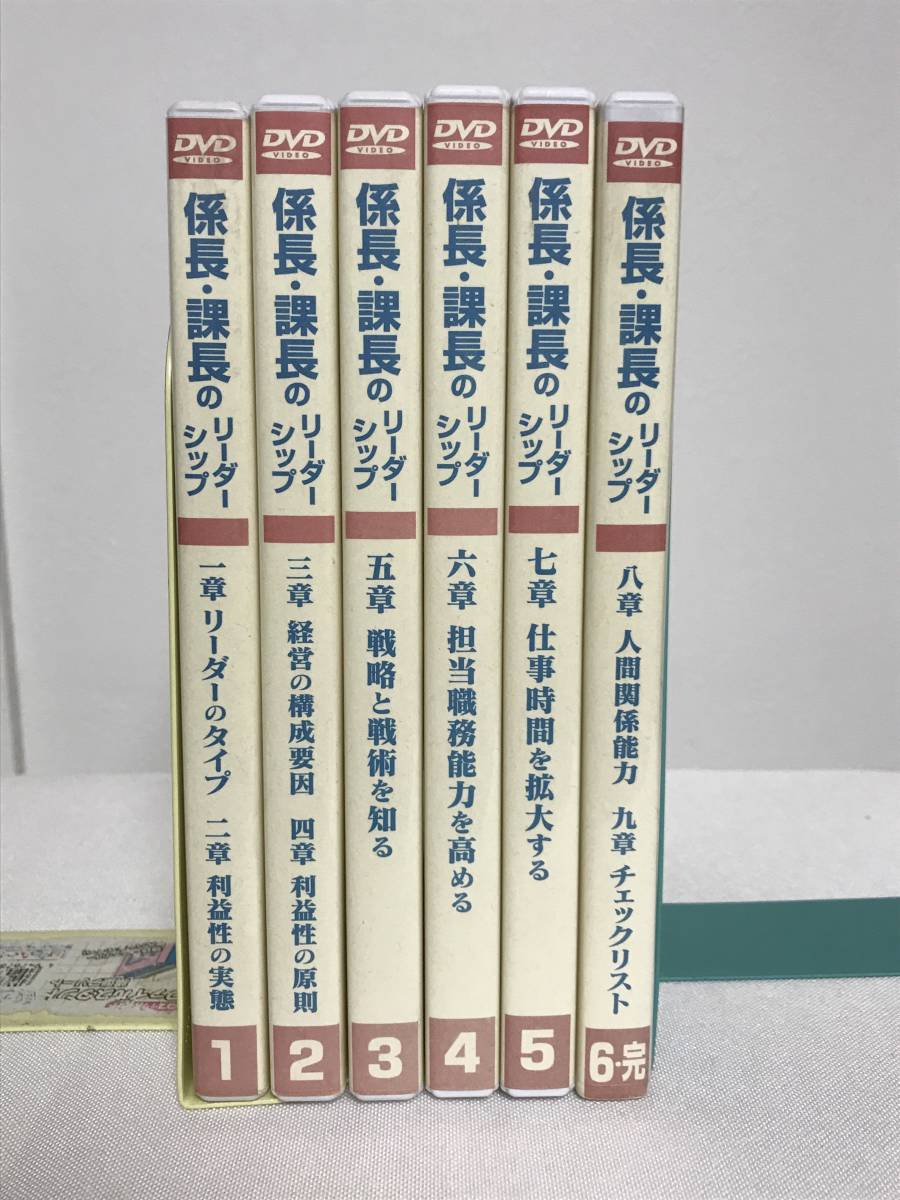 DVD
VIDEO
係長・課長の
リーダー
シップ
一章 リーダーのタイプ 二章 利益性の実態
1
DVD
VIDEO
係長・課長の
リーダー
シップ
三章 経営の構成要因 四章 利益性の原則
2
DVD
VIDEO
係長・課長の
リーダー
シップ
五章 戦略と戦術を知る
3
DVD
VIDEO
係長・課長の
リーダー
シップ
六章 担当職務能力を高める
4
DVD
VIDEO
係長・課長の
リーダー
シップ
七章 仕事時間を拡大する
5
DVD
VIDEO
係長・課長の
リーダー
シップ
八章 人間関係能力 九章 チェックリスト
6・完